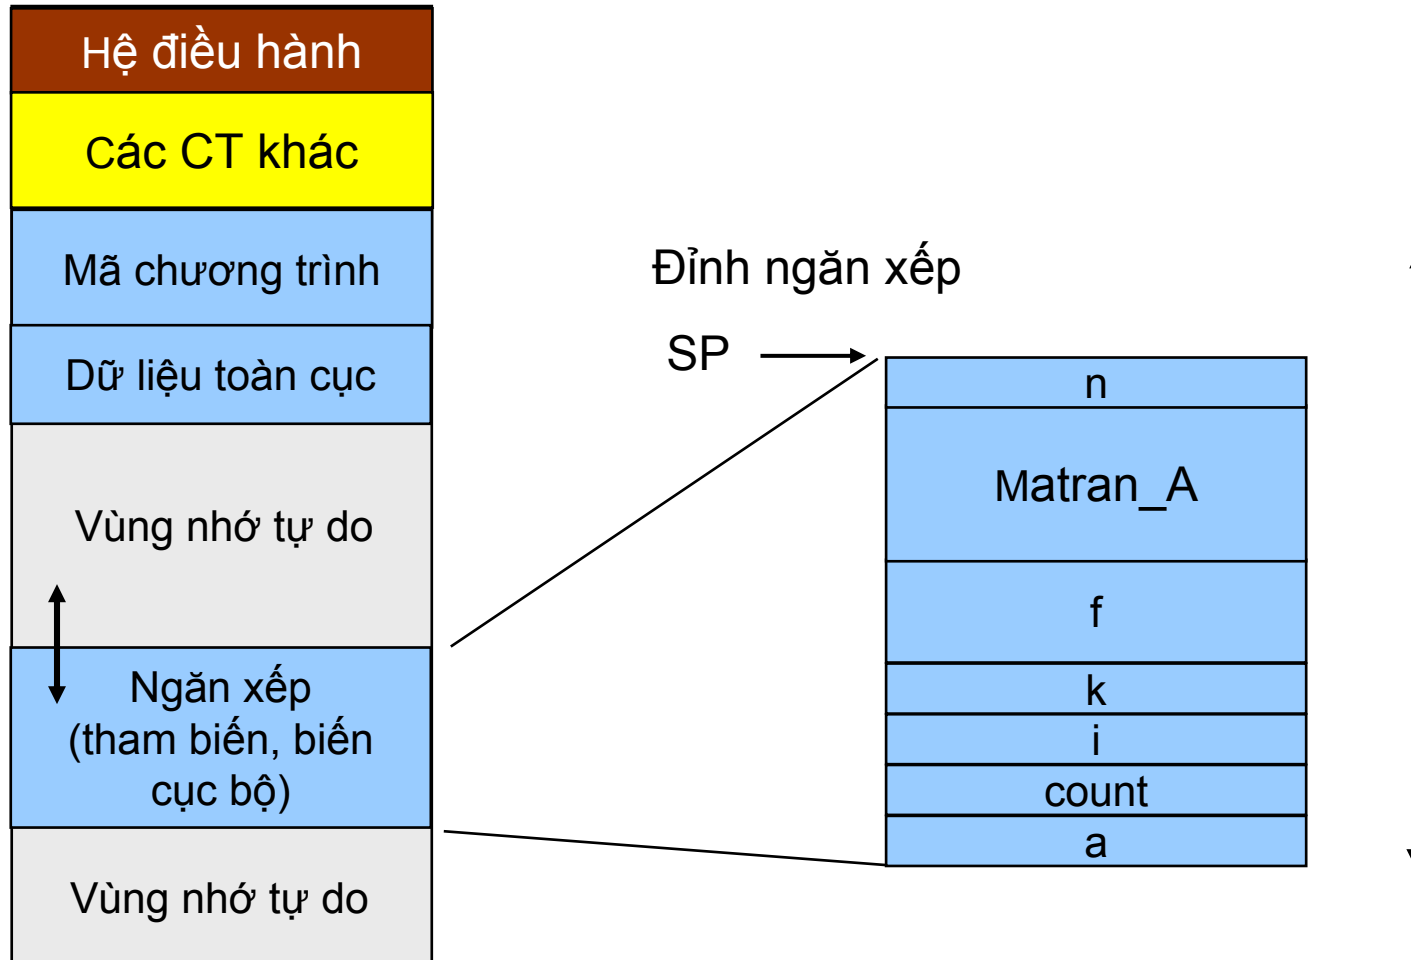 Hệ điều hành
Các CT khác
Mã chương trình
Dữ liệu toàn cục
Vùng nhớ tự do
Ngăn xếp
(tham biến, biến
cục bộ)
Vùng nhớ tự do
Đỉnh ngăn xếp
SP
n
Matran_A
f
k
i
count
a